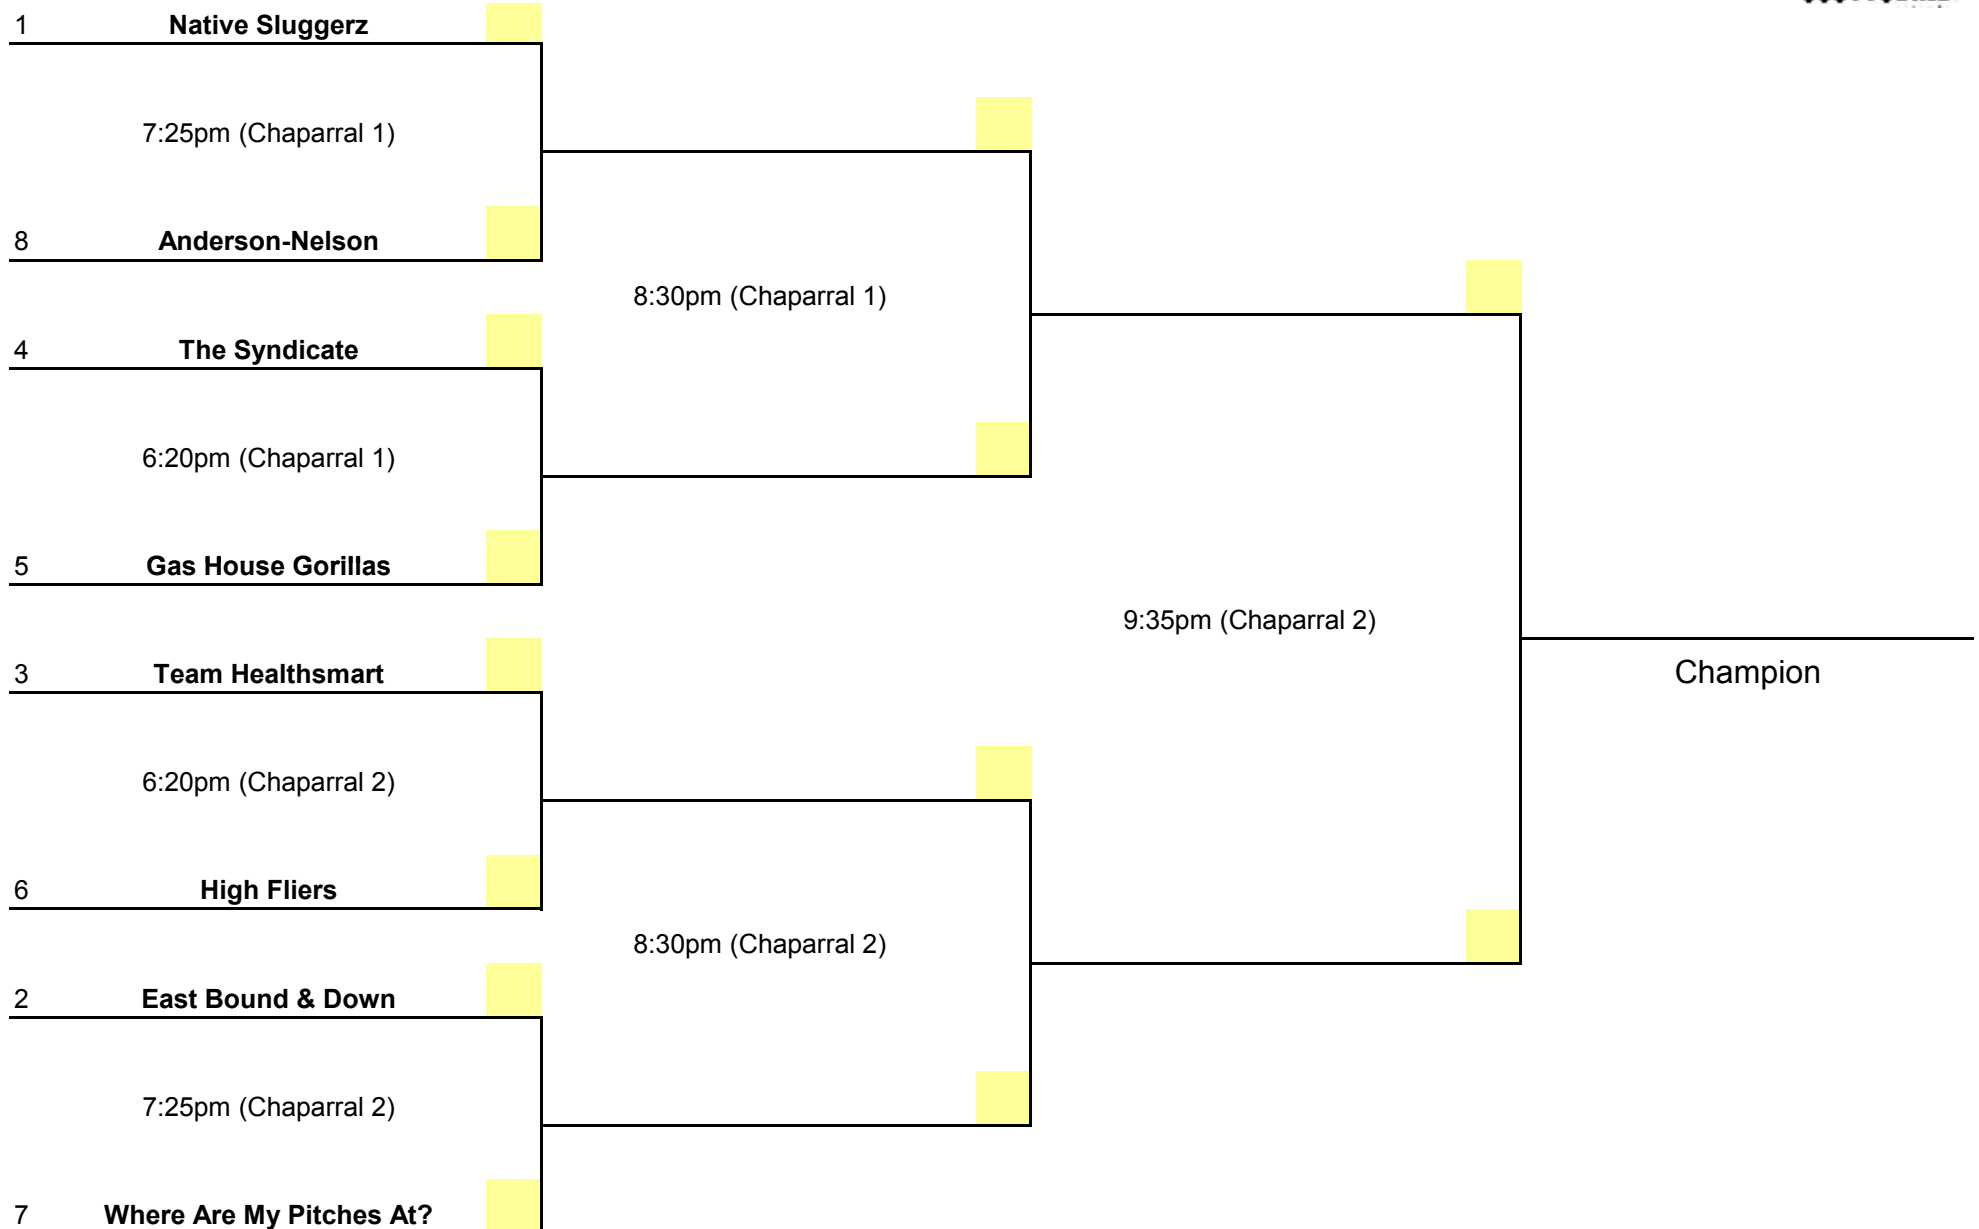 1 Native Sluggerz
7:25pm (Chaparral 1)
8 Anderson-Nelson
8:30pm (Chaparral 1)
4 The Syndicate
6:20pm (Chaparral 1)
5 Gas House Gorillas
9:35pm (Chaparral 2)
3 Team Healthsmart
Champion
6:20pm (Chaparral 2)
6 High Fliers
8:30pm (Chaparral 2)
2 East Bound & Down
7:25pm (Chaparral 2)
7 Where Are My Pitches At?